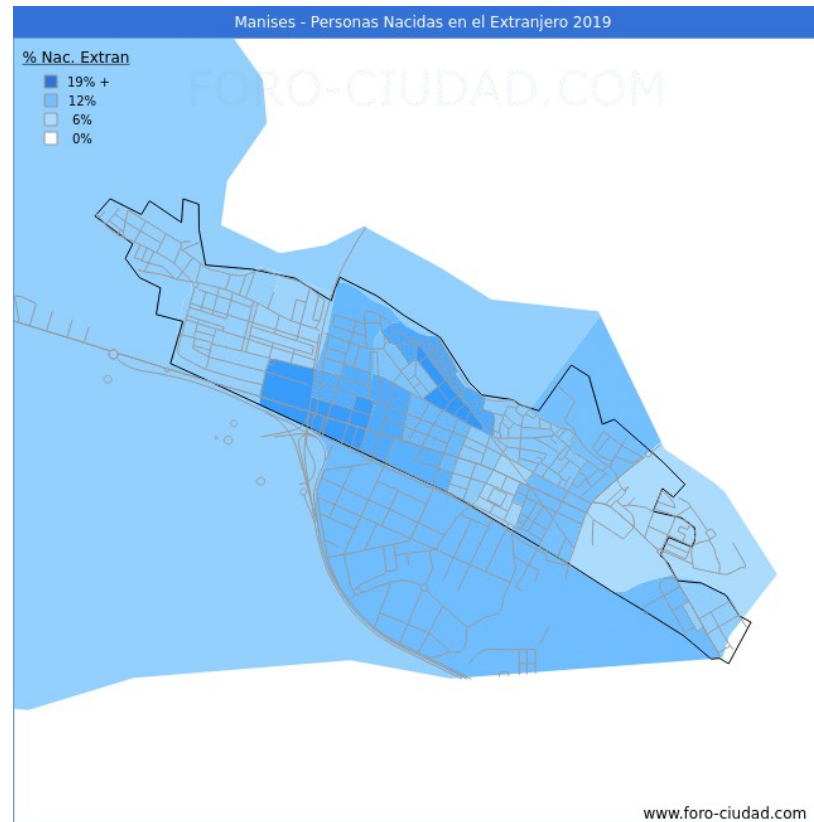 Manises - Personas Nacidas en el Extranjero 2019
% Nac. Extran
19% +
12%
6%
0%
FORO-CIUDAD.COM
www.foro-ciudad.com